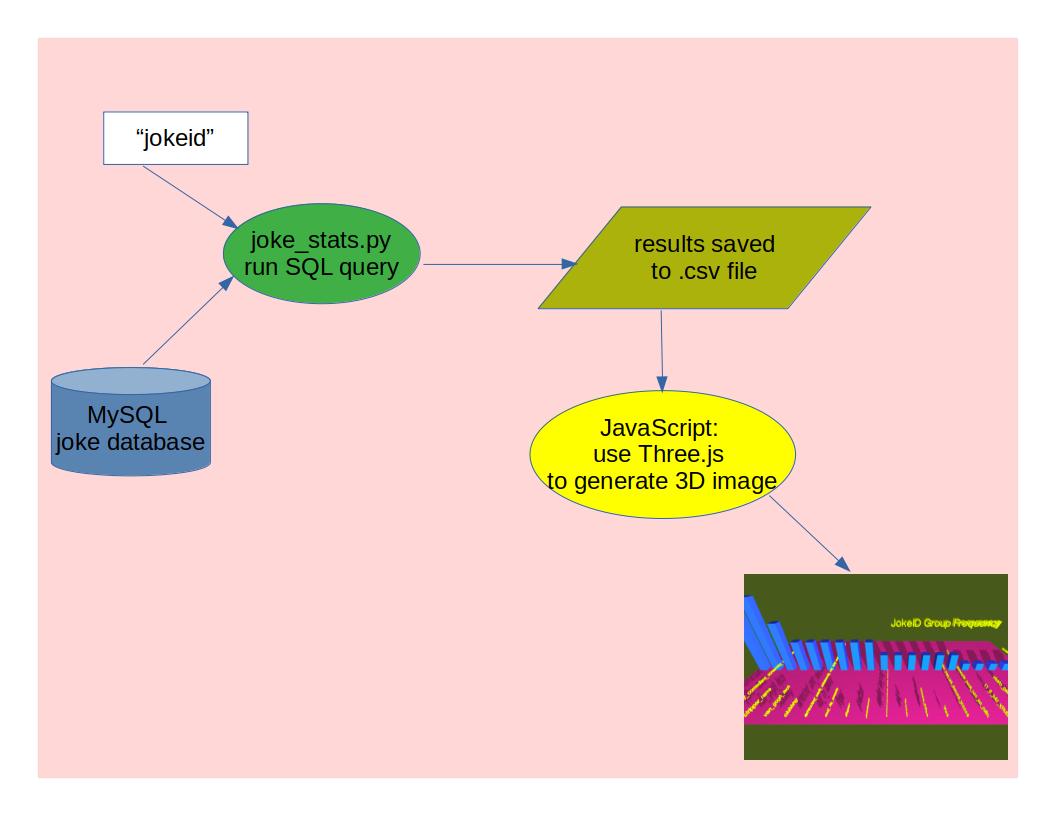 “jokeid”
joke_stats.py
run SQL query
results saved
to .csv file
MySQL
joke database
JavaScript:
use Three.js
to generate 3D image
JokeID Group Frequency